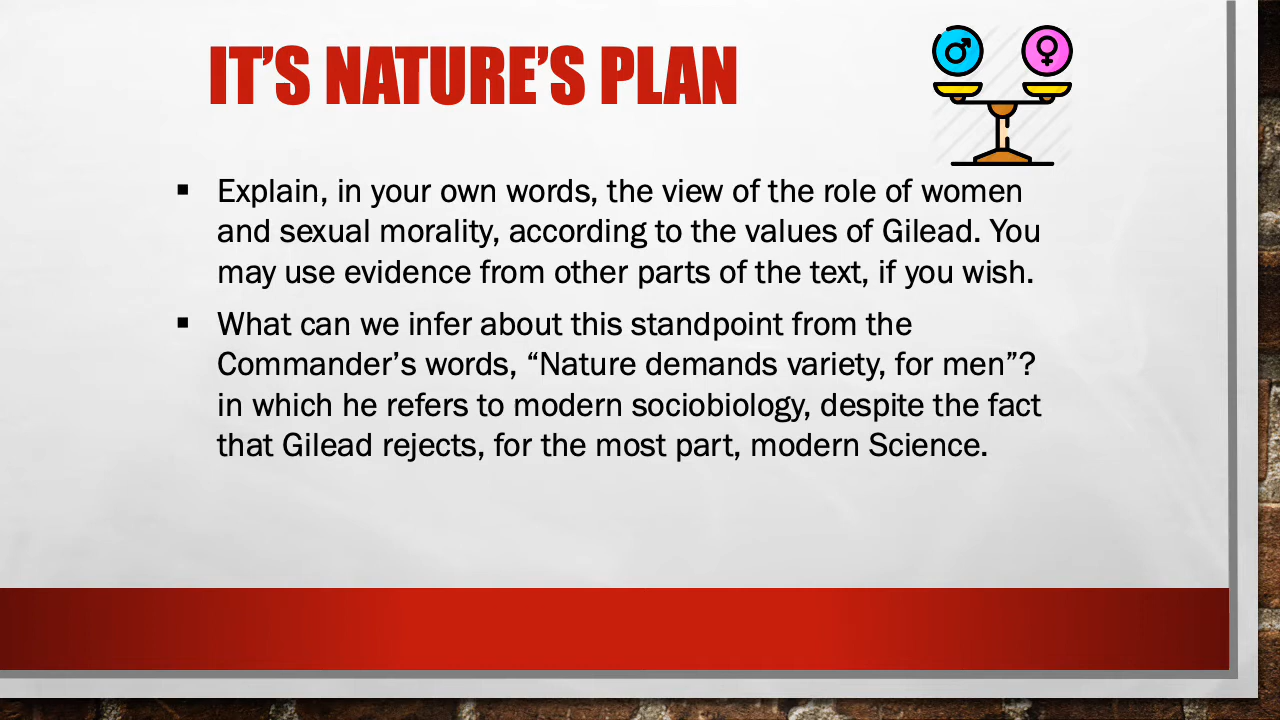 IT’S NATURE’S PLAN
▪ Explain, in your own words, the view of the role of women
and sexual morality, according to the values of Gilead. You
may use evidence from other parts of the text, if you wish.
▪ What can we infer about this standpoint from the
Commander’s words, “Nature demands variety, for men”?
in which he refers to modern sociobiology, despite the fact
that Gilead rejects, for the most part, modern Science.